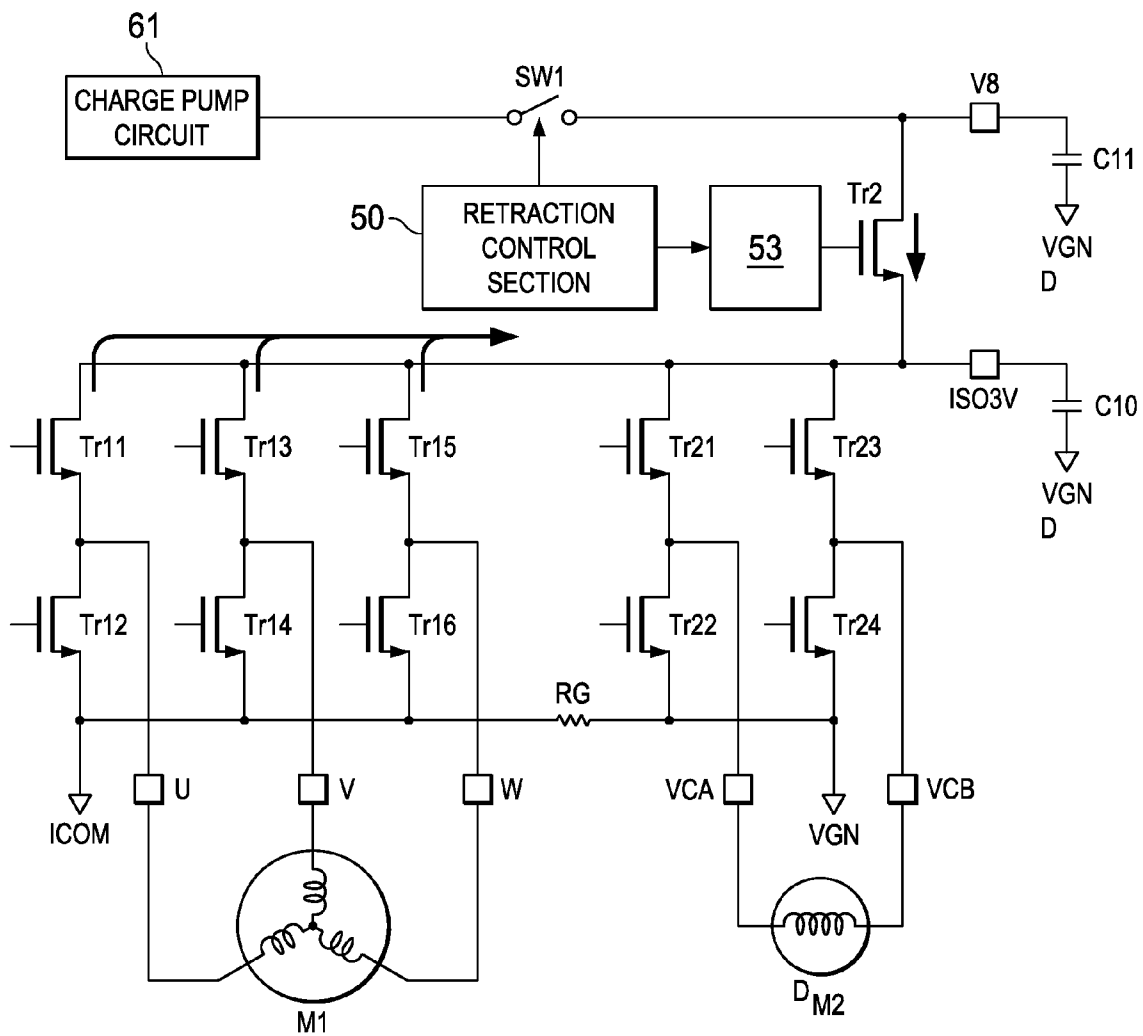 61
CHARGE PUMP
CIRCUIT
SW1
V8
C11
VGN
D
50
RETRACTION
CONTROL
SECTION
53
Tr2
ISO3V
C10
VGN
D
Tr11
Tr13
Tr15
Tr21
Tr23
Tr12
Tr14
Tr16
Tr22
Tr24
RG
U
V
W
VCA
VCB
ICOM
VGN
D
M1
M2